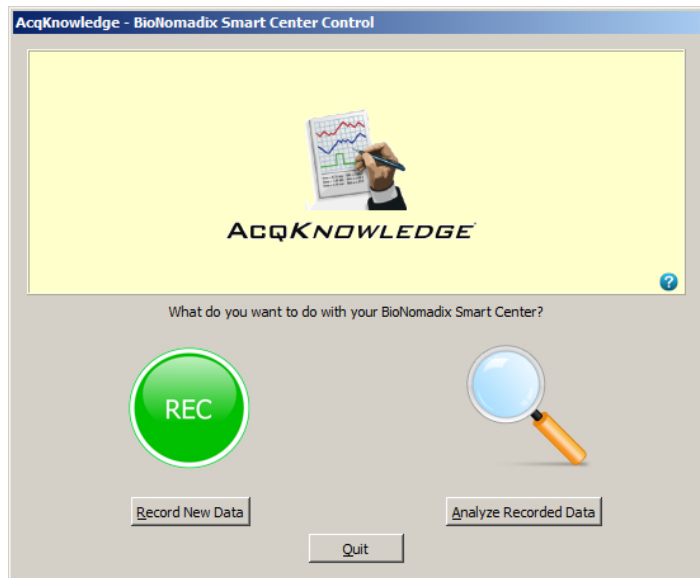 AcqKnowledge - BioNomadix Smart Center Control
ACQKNOWLEDGE
?
What do you want to do with your BioNomadix Smart Center?
REC
Record New Data
Analyze Recorded Data
Quit